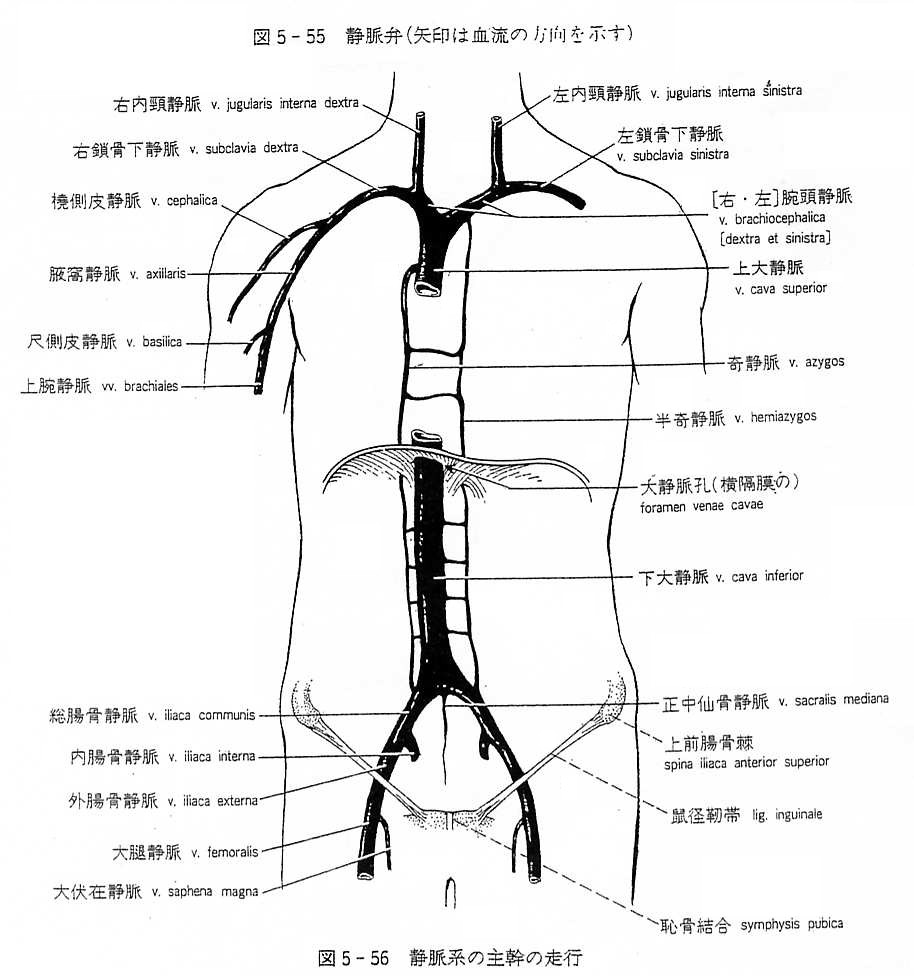 図5-55 静脈弁(矢印は血流の方向を示す)
右内頸静脈 v. jugularis interna dextra
左内頸静脈 v. jugularis interna sinistra
右鎖骨下静脈 v. subclavia dextra
左鎖骨下静脈
v. subclavia sinistra
橈側皮静脈 v. cephalica
[右・左]腕頭静脈
v. brachiocephalica
[dextra et sinistra]
腋窩静脈 v. axillaris
上大静脈
v. cava superior
尺側皮静脈 v. basilica
上腕静脈 vv. brachiales
奇静脈 v. azygos
半奇静脈 v. hemiazygos
大静脈孔(横隔膜の)
foramen venae cavae
下大静脈 v. cava inferior
総腸骨静脈 v. iliaca communis
正中仙骨静脈 v. sacralis mediana
内腸骨静脈 v. iliaca interna
上前腸骨棘
spina iliaca anterior superior
外腸骨静脈 v. iliaca externa
鼠径靭帯 lig. inguinale
大腿静脈 v. femoralis
大伏在静脈 v. saphena magna
恥骨結合 symphysis pubica
図5-56 静脈系の主幹の走行